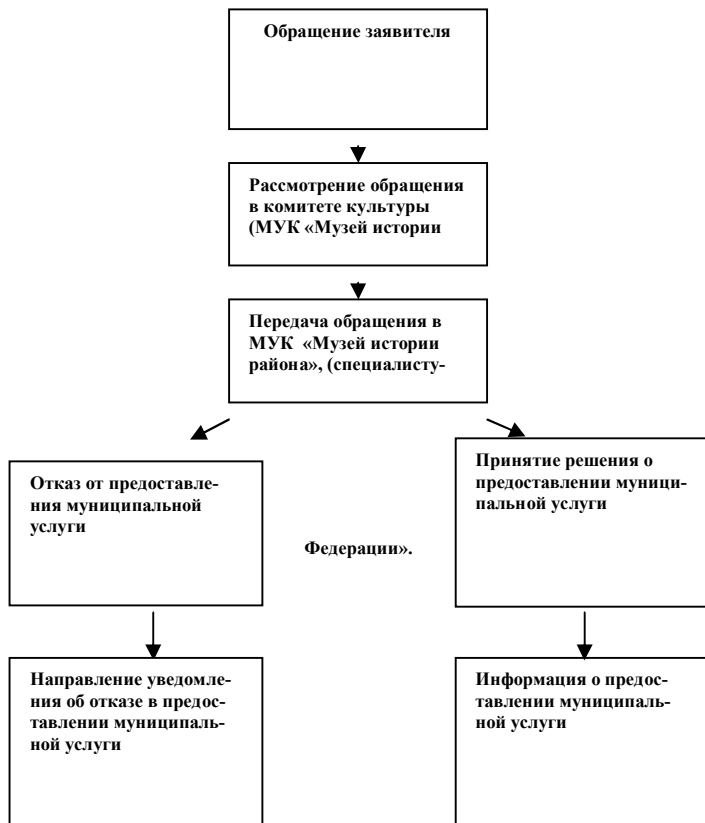 Обращение заявителя
Рассмотрение обращения
в комитете культуры
(МУК «Музей истории
Передача обращения в
МУК «Музей истории
района», (специалисту-
Отказ от предоставле-
ния муниципальной
услуги
Принятие решения о
предоставлении муници-
пальной услуги
Федерации».
Направление уведомле-
ния об отказе в предос-
тавлении муниципаль-
ной услуги
Информация о предос-
тавлении муниципаль-
ной услуги